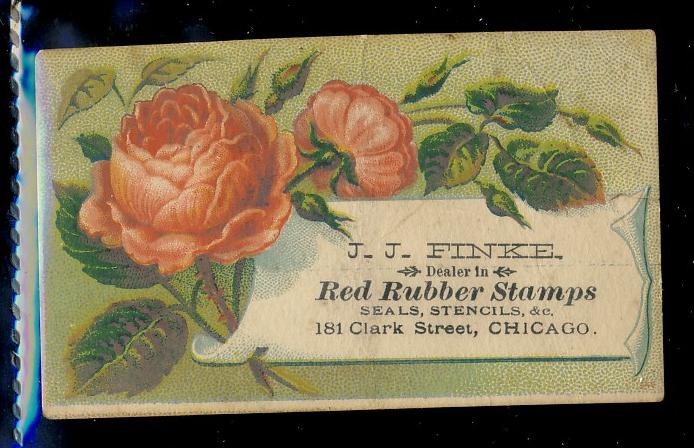 J. J. FINKE.
Dealer in
Red Rubber Stamps
SEALS, STENCILS, &c.
181 Clark Street, CHICAGO.